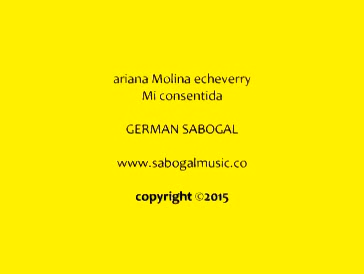 ariana Molina echeverry
Mi consentida
GERMAN SABOGAL
www.sabogalmusic.co
copyright ©2015